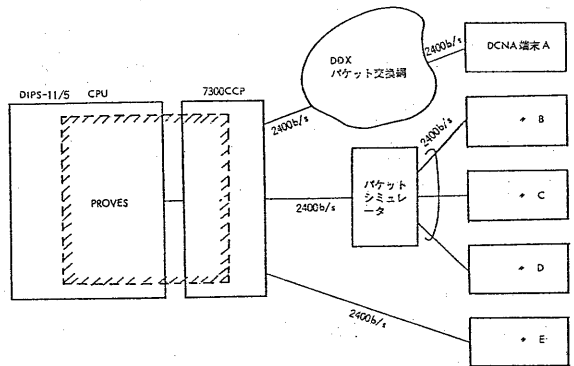 DDX
パケット交換網
2400b/s
DCNA 端末 A
DIPS-11/5 CPU
7300CCP
2400b/s
2400b/s
〃 B
PROVES
2400b/s
パケット
シミュレ
ータ
〃 C
〃 D
2400b/s
〃 E